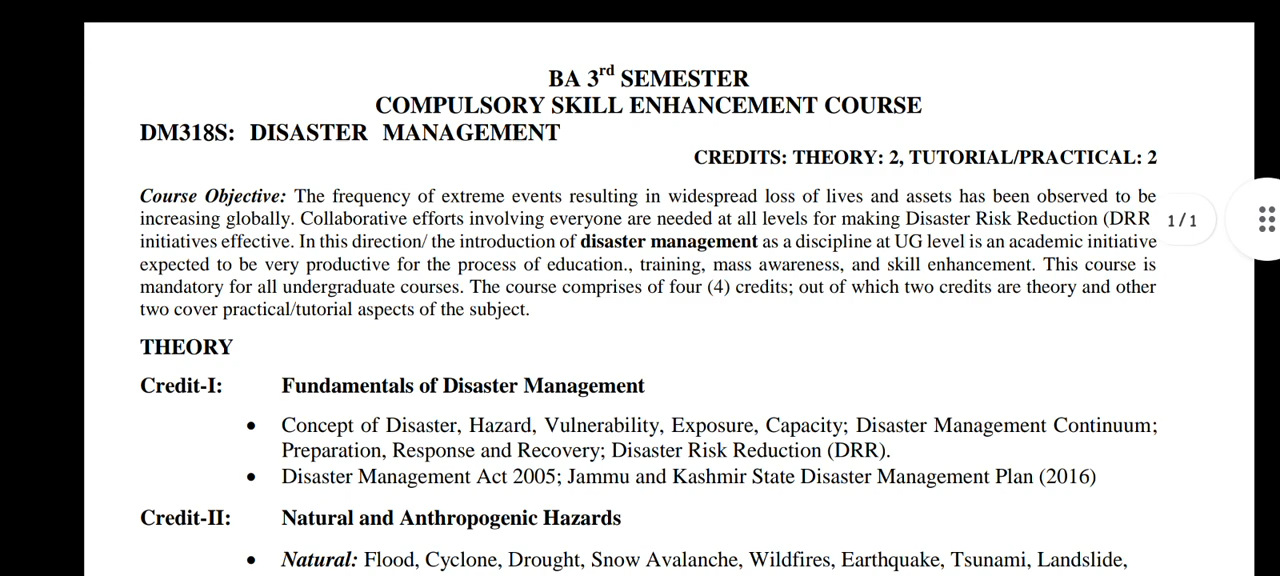 BA 3rd SEMESTER
COMPULSORY SKILL ENHANCEMENT COURSE
DM318S: DISASTER MANAGEMENT
CREDITS: THEORY: 2, TUTORIAL/PRACTICAL: 2
Course Objective: The frequency of extreme events resulting in widespread loss of lives and assets has been observed to be
increasing globally. Collaborative efforts involving everyone are needed at all levels for making Disaster Risk Reduction (DRR
1/1
initiatives effective. In this direction/ the introduction of disaster management as a discipline at UG level is an academic initiative
expected to be very productive for the process of education., training, mass awareness, and skill enhancement. This course is
mandatory for all undergraduate courses. The course comprises of four (4) credits; out of which two credits are theory and other
two cover practical/tutorial aspects of the subject.
THEORY
Credit-I: Fundamentals of Disaster Management
• Concept of Disaster, Hazard, Vulnerability, Exposure, Capacity; Disaster Management Continuum;
Preparation, Response and Recovery; Disaster Risk Reduction (DRR).
• Disaster Management Act 2005; Jammu and Kashmir State Disaster Management Plan (2016)
Credit-II: Natural and Anthropogenic Hazards
• Natural: Flood, Cyclone, Drought, Snow Avalanche, Wildfires, Earthquake, Tsunami, Landslide,